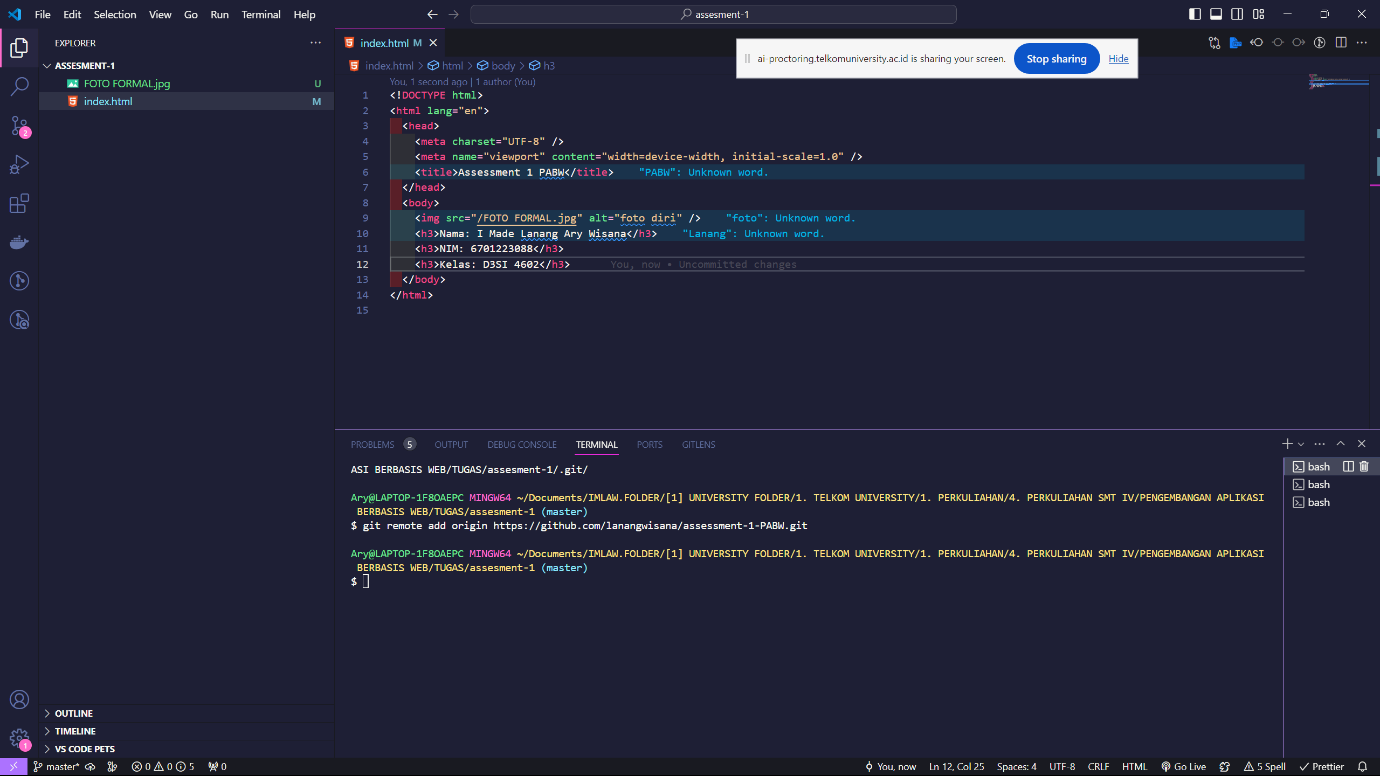 File Edit Selection View Go Run Terminal Help
assesment-1
EXPLORER
ASSESMENT-1
FOTO FORMAL.jpg U
index.html M
OUTLINE
TIMELINE
VS CODE PETS
index.html M
ai-proctoring.telkomuniversity.ac.id is sharing your screen. Stop sharing Hide
index.html > html > body > h3
You, 1 second ago | 1 author (You)
1 <!DOCTYPE html>
2 <html lang="en">
3 <head>
4 <meta charset="UTF-8" />
5 <meta name="viewport" content="width=device-width, initial-scale=1.0" />
6 <title>Assessment 1 PABW</title> "PABW": Unknown word.
7 </head>
8 <body>
9 <img src="/FOTO FORMAL.jpg" alt="foto diri" /> "foto": Unknown word.
10 <h3>Nama: I Made Lanang Ary Wisana</h3> "Lanang": Unknown word.
11 <h3>NIM: 6701223088</h3>
12 <h3>Kelas: D3SI 4602</h3> You, now • Uncommitted changes
13 </body>
14 </html>
15
PROBLEMS 5 OUTPUT DEBUG CONSOLE TERMINAL PORTS GITLENS
ASI BERBASIS WEB/TUGAS/assesment-1/.git/
Ary@LAPTOP-1F8OAEPC MINGW64 ~/Documents/IMLAW.FOLDER/[1] UNIVERSITY FOLDER/1. TELKOM UNIVERSITY/1. PERKULIAHAN/4. PERKULIAHAN SMT IV/PENGEMBANGAN APLIKASI
BERBASIS WEB/TUGAS/assesment-1 (master)
$ git remote add origin https://github.com/lanangwisana/assessment-1-PABW.git
Ary@LAPTOP-1F8OAEPC MINGW64 ~/Documents/IMLAW.FOLDER/[1] UNIVERSITY FOLDER/1. TELKOM UNIVERSITY/1. PERKULIAHAN/4. PERKULIAHAN SMT IV/PENGEMBANGAN APLIKASI
BERBASIS WEB/TUGAS/assesment-1 (master)
$
bash
bash
bash
2
1
master* 0 0 5 0 You, now Ln 12, Col 25 Spaces: 4 UTF-8 CRLF HTML Go Live 5 Spell Prettier